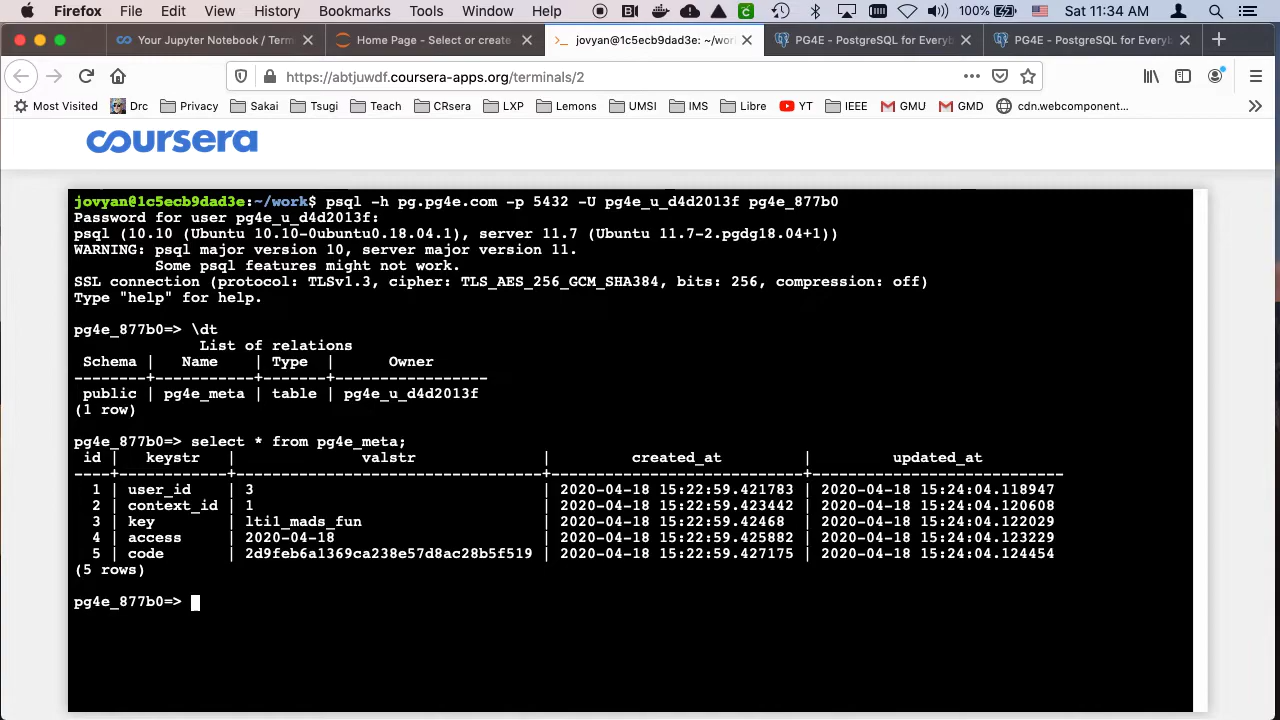 Firefox File Edit View History Bookmarks Tools Window Help 100% Sat 11:34 AM
Your Jupyter Notebook / Term Home Page - Select or create jovyan@1c5ecb9dad3e: ~/worl PG4E - PostgreSQL for Everyb PG4E - PostgreSQL for Everyb
https://abtjuwdf.coursera-apps.org/terminals/2
Most Visited Drc Privacy Sakai Tsugi Teach CRsera LXP Lemons UMSI IMS Libre YT IEEE GMU GMD cdn.webcomponent...
coursera
jovyan@1c5ecb9dad3e:~/work$ psql -h pg.pg4e.com -p 5432 -U pg4e_u_d4d2013f pg4e_877b0
Password for user pg4e_u_d4d2013f:
psql (10.10 (Ubuntu 10.10-0ubuntu0.18.04.1), server 11.7 (Ubuntu 11.7-2.pgdg18.04+1))
WARNING: psql major version 10, server major version 11.
         Some psql features might not work.
SSL connection (protocol: TLSv1.3, cipher: TLS_AES_256_GCM_SHA384, bits: 256, compression: off)
Type "help" for help.
pg4e_877b0=> \dt
              List of relations
 Schema |   Name    | Type  |      Owner
--------+-----------+-------+-----------------
 public | pg4e_meta | table | pg4e_u_d4d2013f
(1 row)
pg4e_877b0=> select * from pg4e_meta;
 id |   keystr   |              valstr              |         created_at         |         updated_at
----+------------+----------------------------------+----------------------------+----------------------------
  1 | user_id    | 3                                | 2020-04-18 15:22:59.421783 | 2020-04-18 15:24:04.118947
  2 | context_id | 1                                | 2020-04-18 15:22:59.423442 | 2020-04-18 15:24:04.120608
  3 | key        | lti1_mads_fun                    | 2020-04-18 15:22:59.42468  | 2020-04-18 15:24:04.122029
  4 | access     | 2020-04-18                       | 2020-04-18 15:22:59.425882 | 2020-04-18 15:24:04.123229
  5 | code       | 2d9feb6a1369ca238e57d8ac28b5f519 | 2020-04-18 15:22:59.427175 | 2020-04-18 15:24:04.124454
(5 rows)
pg4e_877b0=>